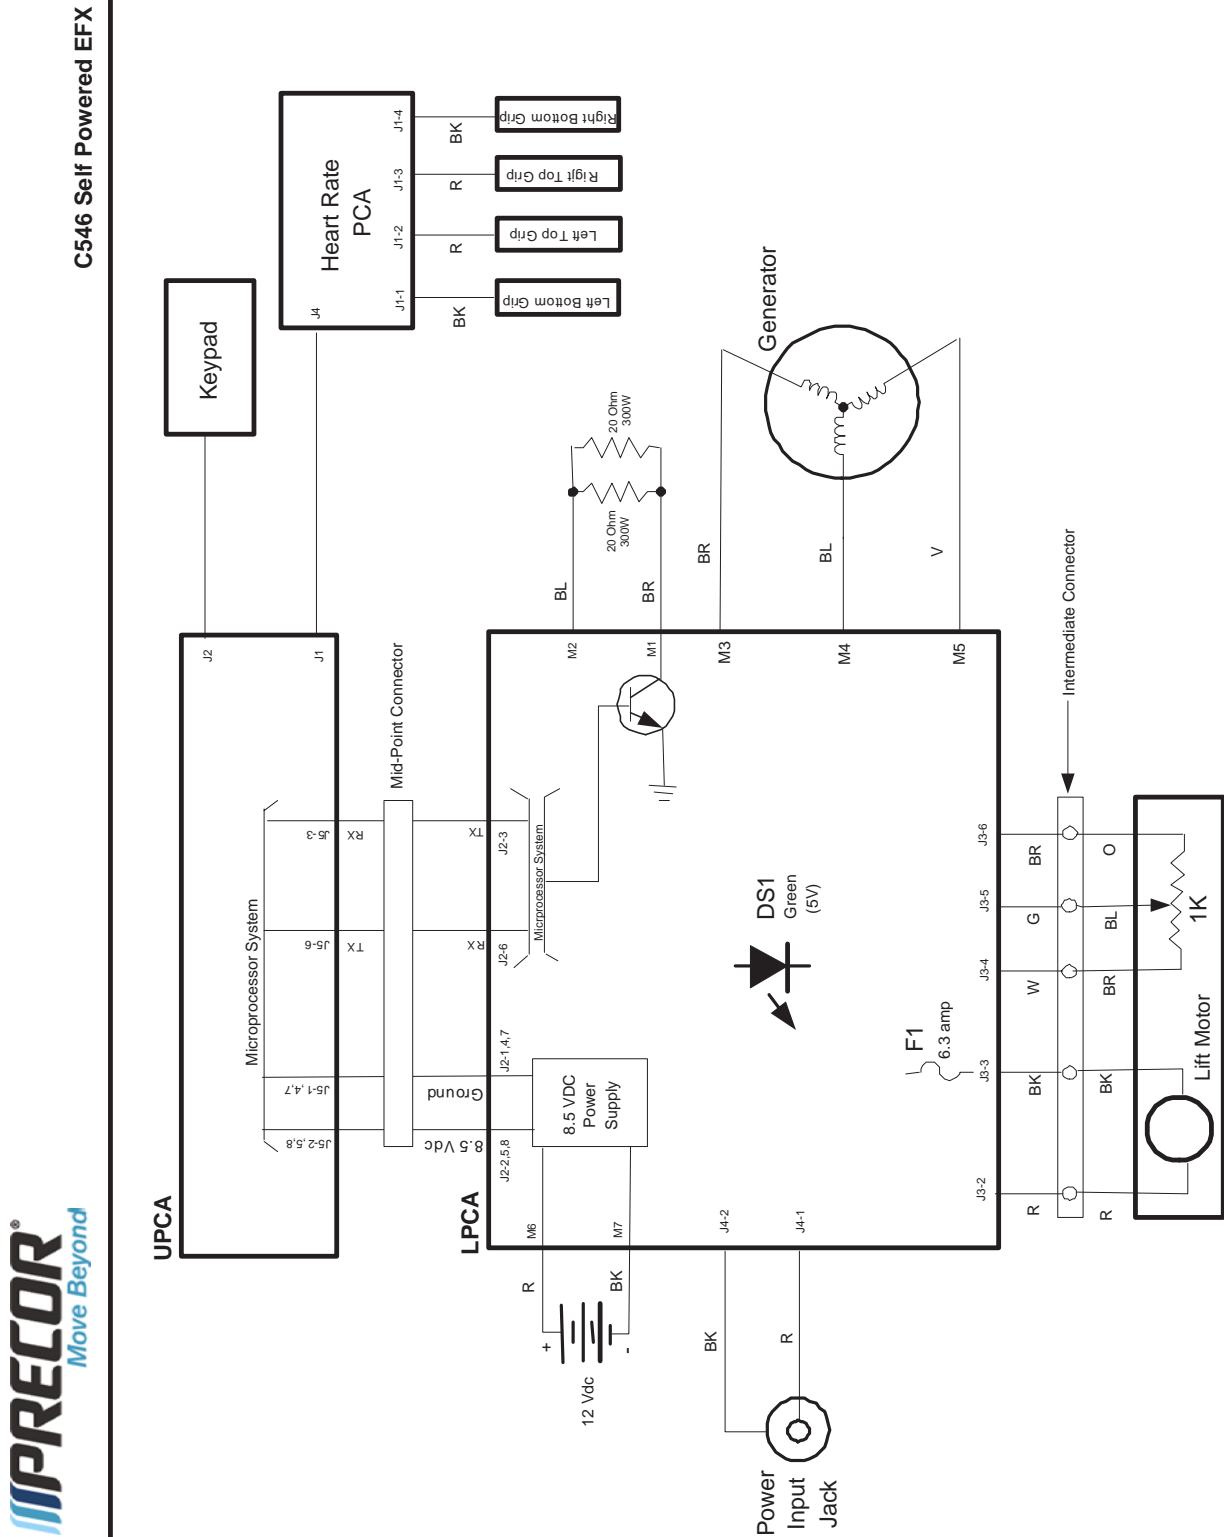 PRECOR®
Move Beyond
C546 Self Powered EFX
UPCA
Microprocessor System
J5-2,5,8
J5-1,4,7
J5-6
J5-3
TX
RX
J2
J1
Keypad
Heart Rate
PCA
J4
J1-1
J1-2
J1-3
J1-4
BK
R
R
BK
Left Bottom Grip
Left Top Grip
Rigjt Top Grip
Right Bottom Grip
Mid-Point Connector
8.5 Vdc
Ground
RX
TX
LPCA
J2-2,5,8
J2-1,4,7
J2-6
J2-3
Micrprocessor System
8.5 VDC
Power
Supply
M6
M7
R
BK
+
-
12 Vdc
J4-2
J4-1
BK
R
Power
Input
Jack
M2
M1
BL
BR
20 Ohm
300W
20 Ohm
300W
M3
M4
M5
BR
BL
V
Generator
DS1
Green
(5V)
F1
6.3 amp
J3-2
J3-3
J3-4
J3-5
J3-6
R
BK
W
G
BR
Intermediate Connector
R
BK
BR
BL
O
Lift Motor
1K